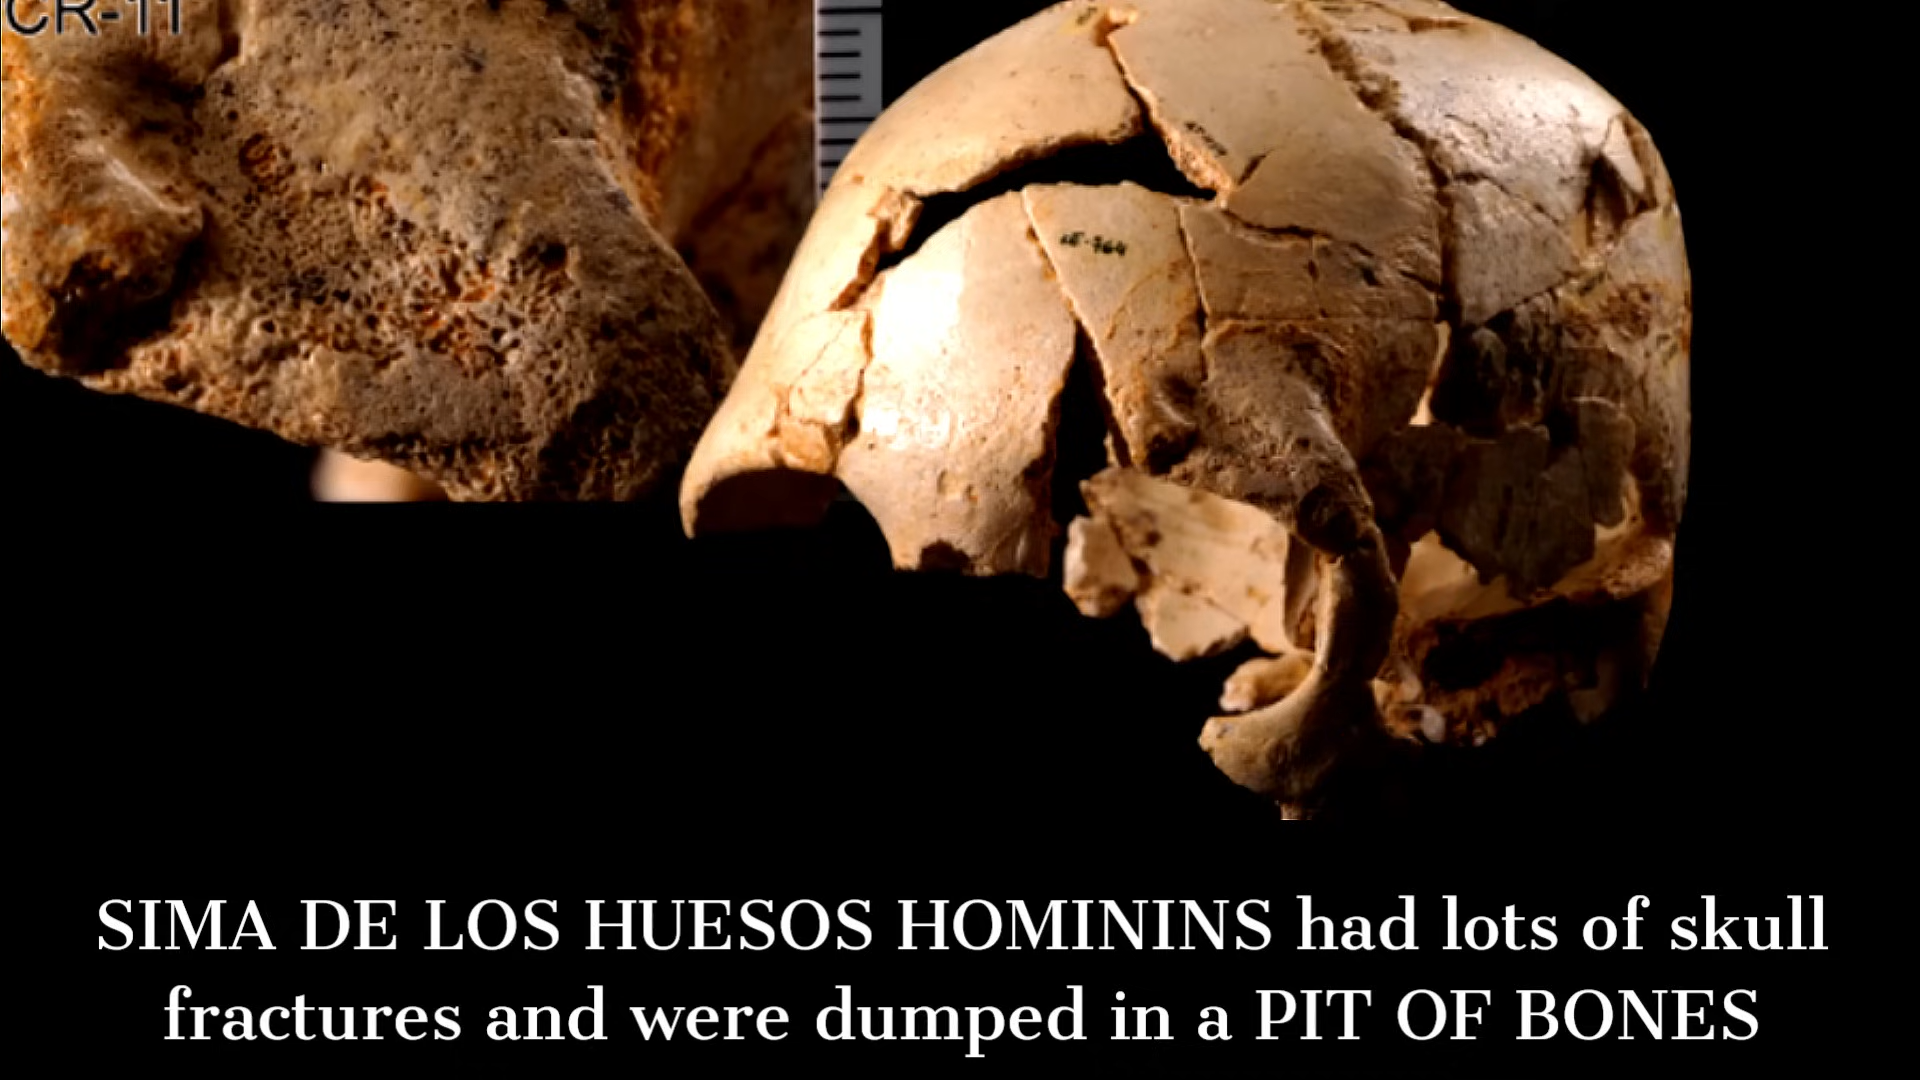 CR-11
SIMA DE LOS HUESOS HOMININS had lots of skull
fractures and were dumped in a PIT OF BONES